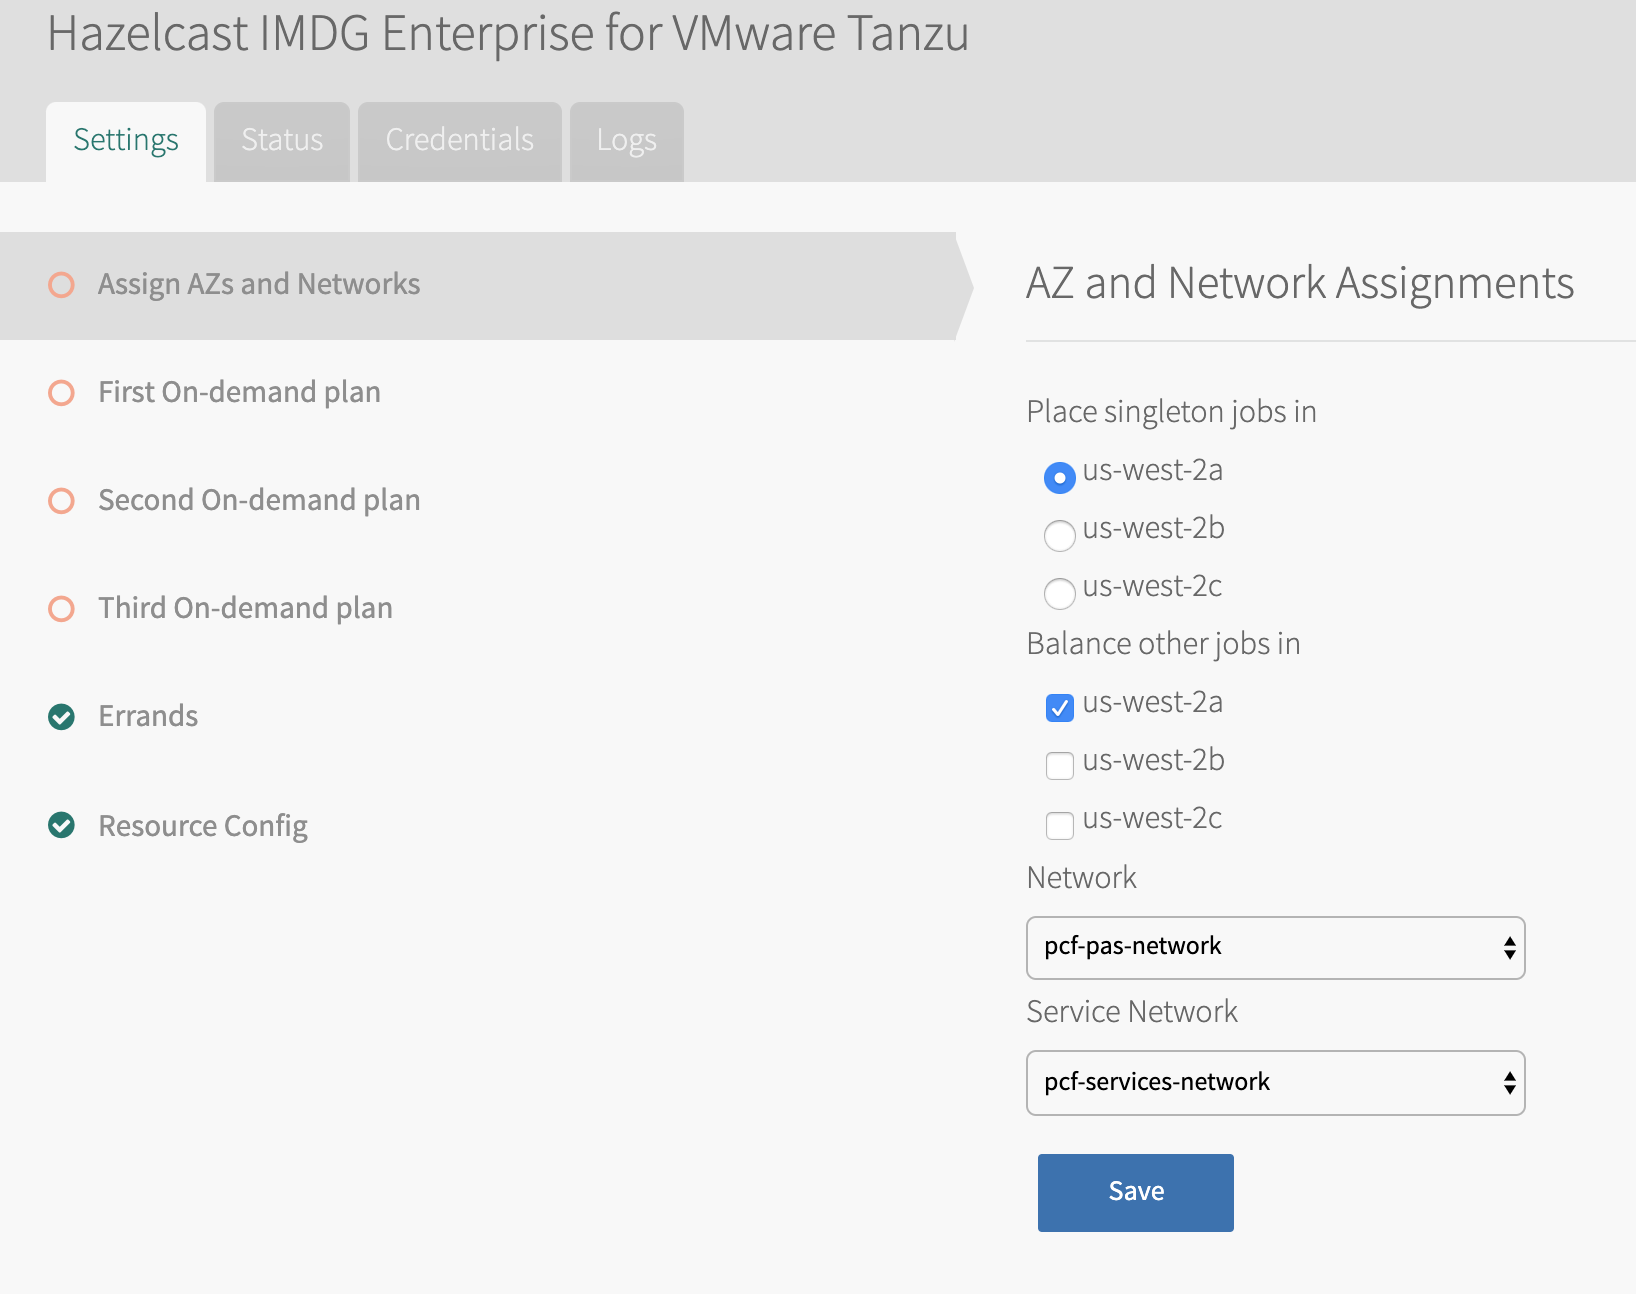 Hazelcast IMDG Enterprise for VMware Tanzu
Settings
Status
Credentials
Logs
Assign AZs and Networks
First On-demand plan
Second On-demand plan
Third On-demand plan
Errands
Resource Config
AZ and Network Assignments
Place singleton jobs in
us-west-2a
us-west-2b
us-west-2c
Balance other jobs in
us-west-2a
us-west-2b
us-west-2c
Network
pcf-pas-network
Service Network
pcf-services-network
Save